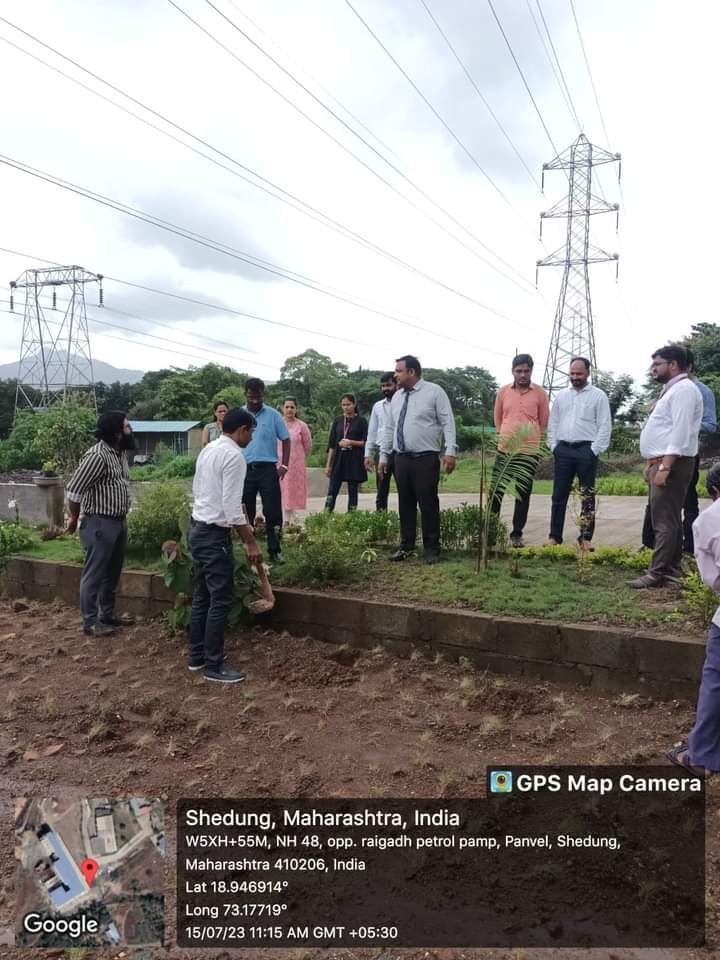 GPS Map Camera
Shedung, Maharashtra, India
W5XH+55M, NH 48, opp. raigadh petrol pamp, Panvel, Shedung,
Maharashtra 410206, India
Lat 18.946914°
Long 73.17719°
15/07/23 11:15 AM GMT +05:30
Google